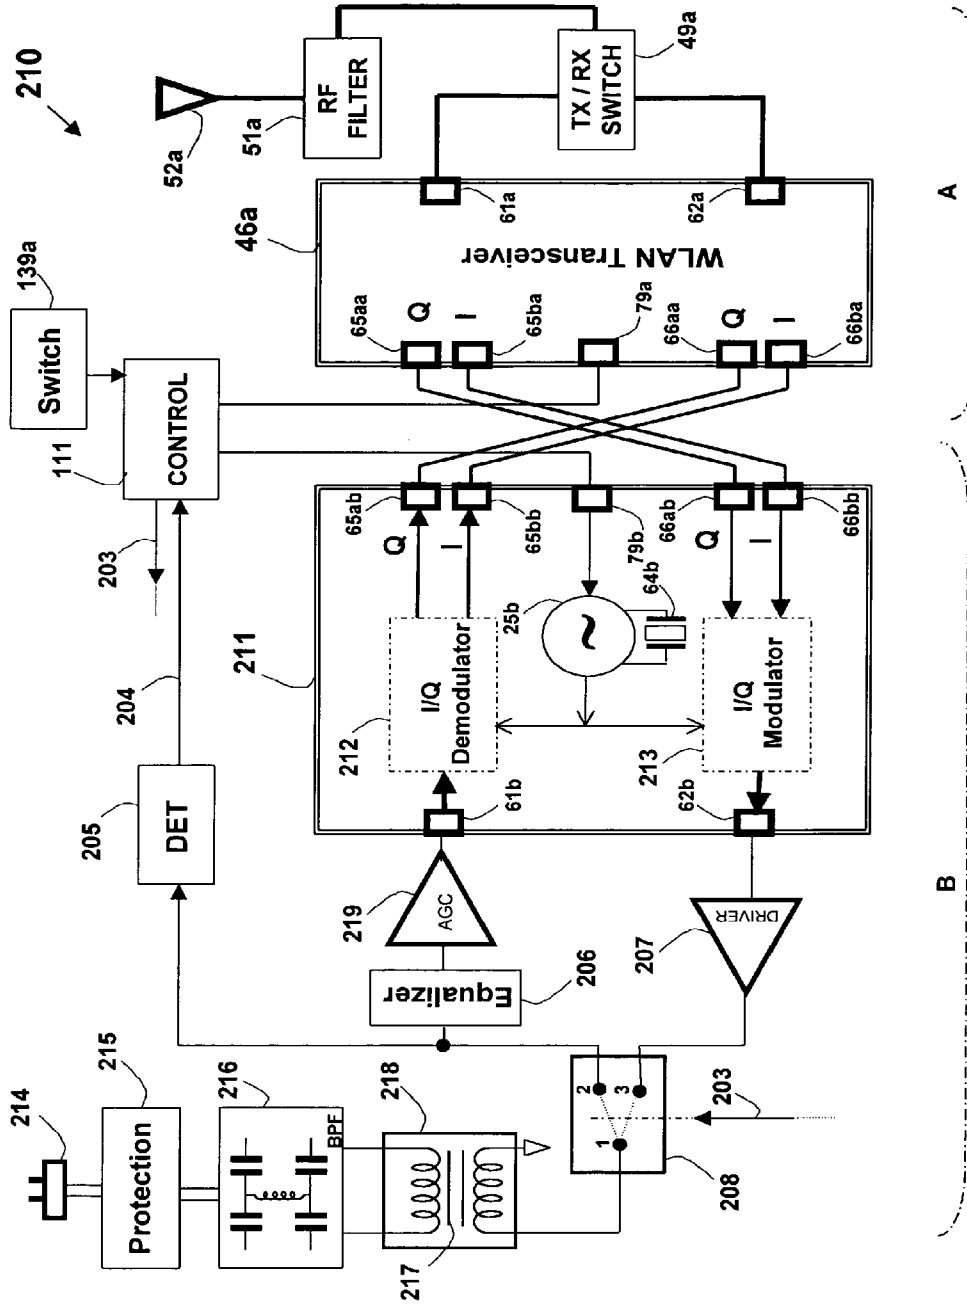 210
52a
51a
RF
FILTER
TX / RX
SWITCH
49a
139a
Switch
111
CONTROL
203
204
205
DET
46a
WLAN Transceiver
61a
62a
65aa
Q
I
65ba
79a
66aa
Q
I
66ba
A
211
65ab
Q
I
65bb
79b
66ab
Q
I
66bb
25b
~
64b
212
I/Q
Demodulator
213
I/Q
Modulator
61b
62b
B
219
AGC
206
Equalizer
207
DRIVER
214
215
Protection
216
BPF
218
217
208
1
2
3
203